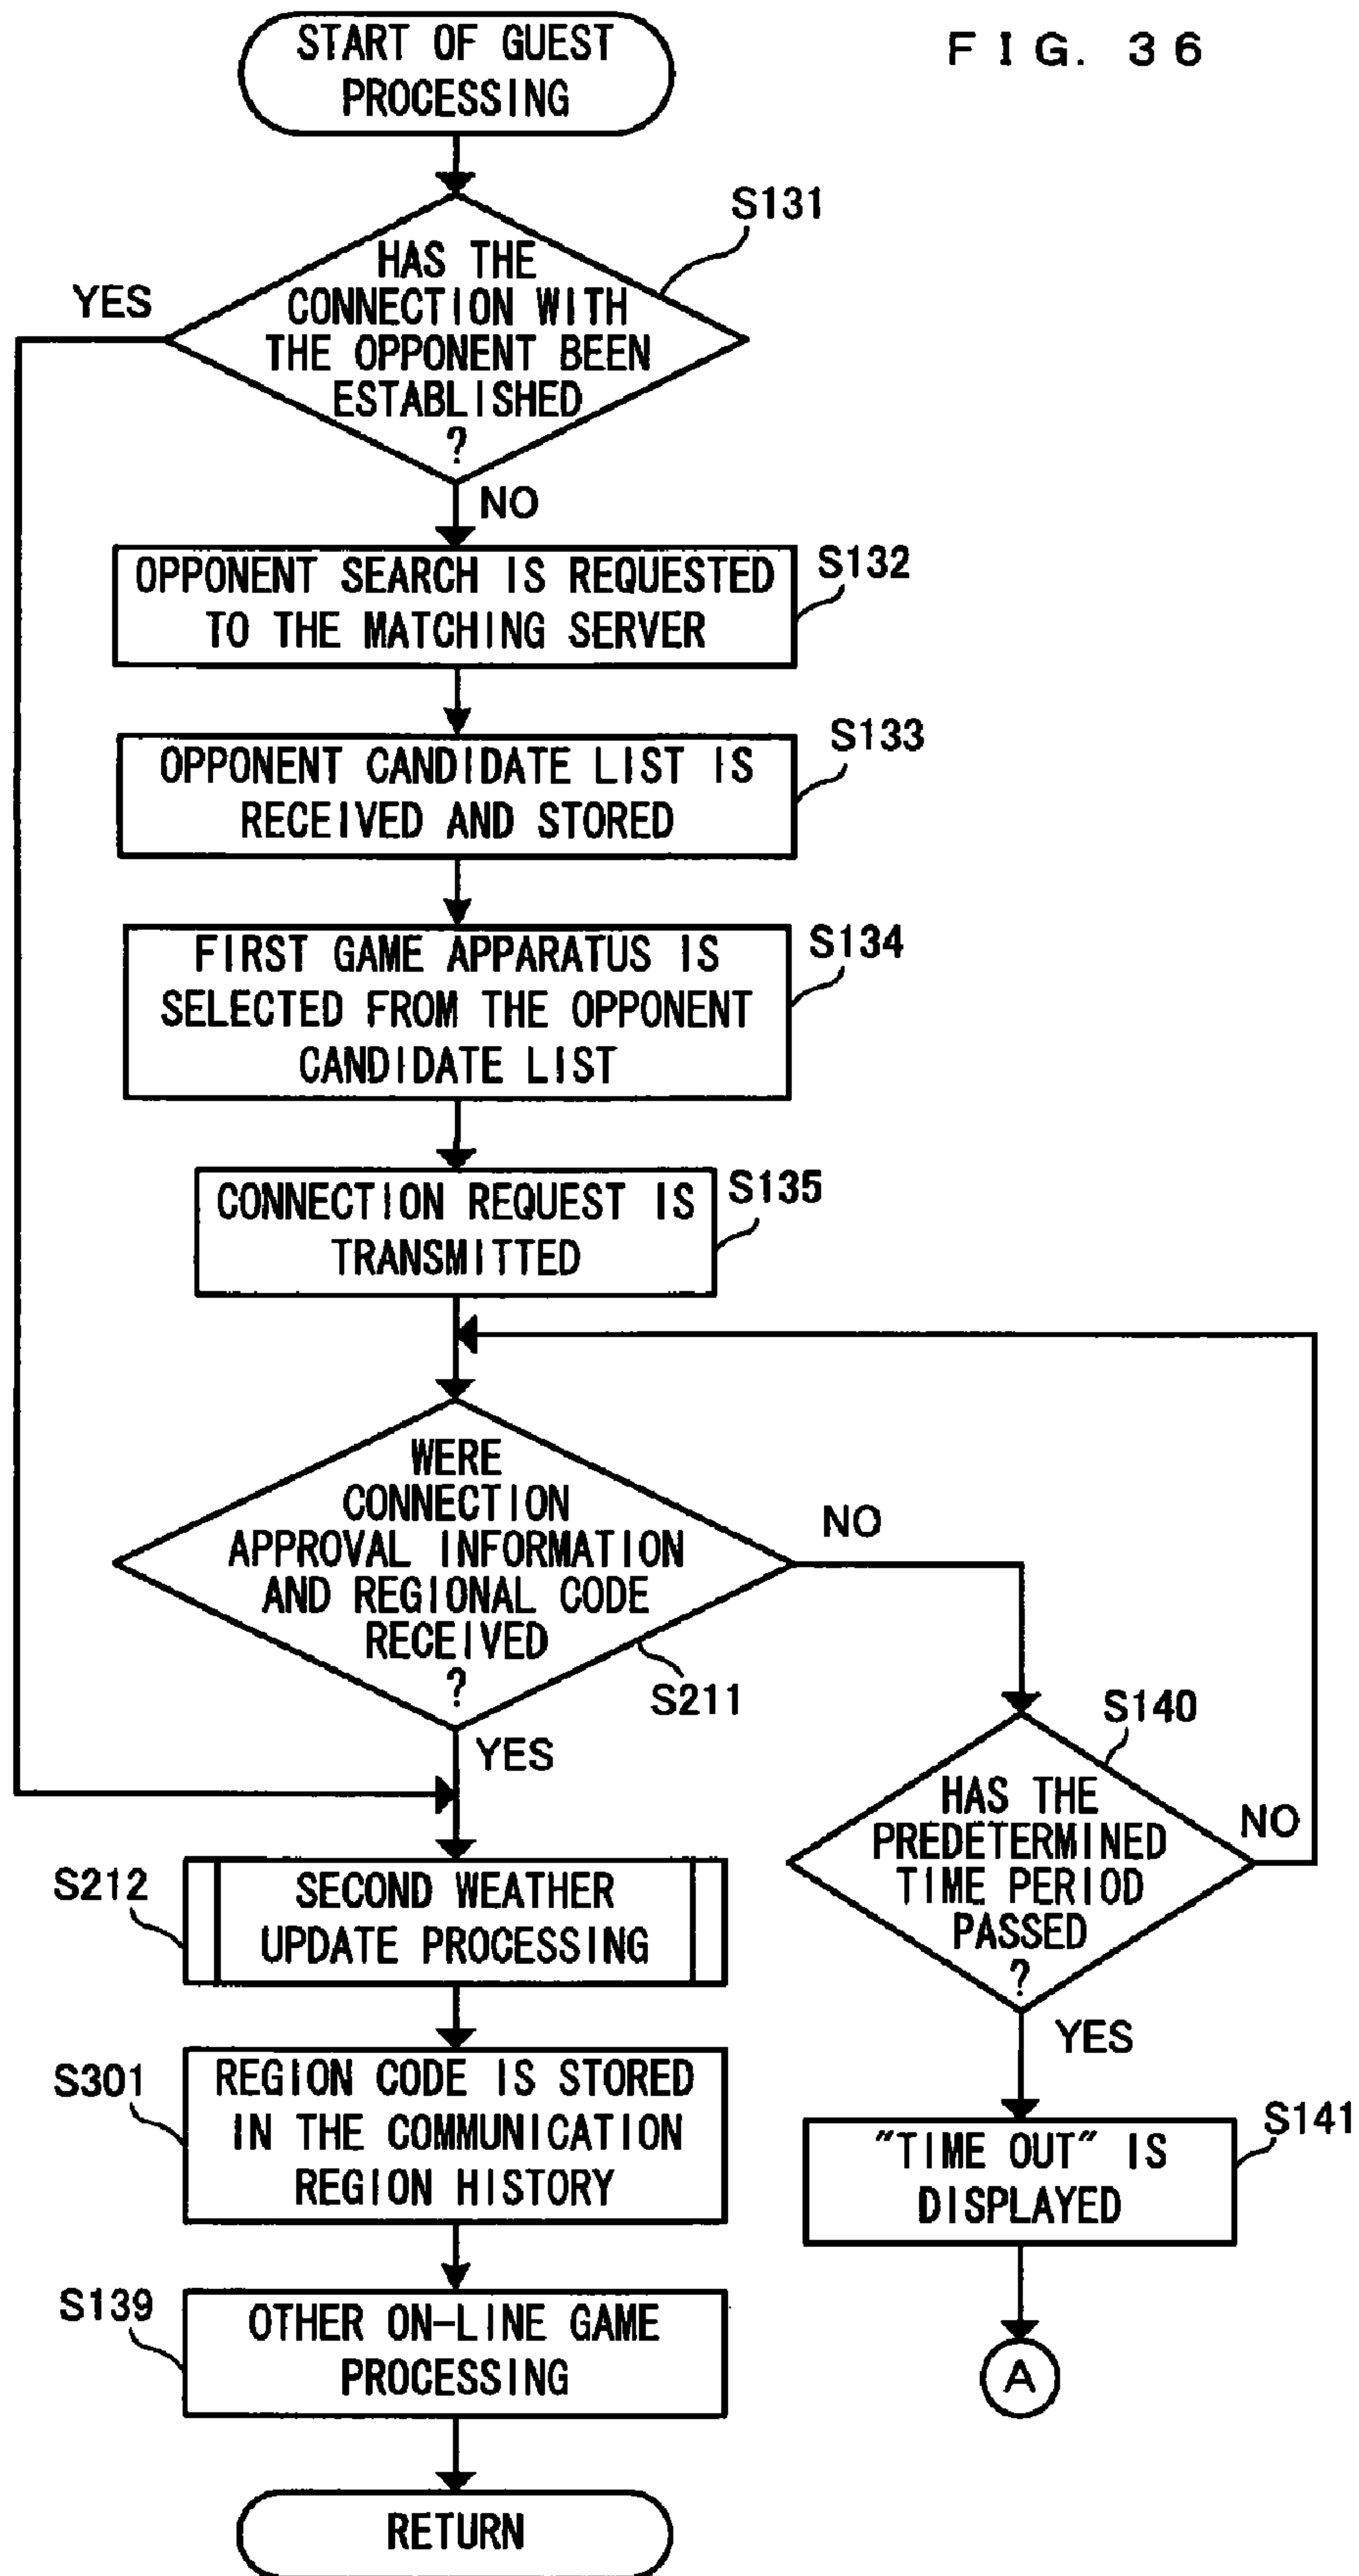 FIG. 36
START OF GUEST
PROCESSING
S131
HAS THE
CONNECTION WITH
THE OPPONENT BEEN
ESTABLISHED
?
YES
NO
OPPONENT SEARCH IS REQUESTED
TO THE MATCHING SERVER
S132
OPPONENT CANDIDATE LIST IS
RECEIVED AND STORED
S133
FIRST GAME APPARATUS IS
SELECTED FROM THE OPPONENT
CANDIDATE LIST
S134
CONNECTION REQUEST IS
TRANSMITTED
S135
WERE
CONNECTION
APPROVAL INFORMATION
AND REGIONAL CODE
RECEIVED
?
NO
S211
YES
S140
HAS THE
PREDETERMINED
TIME PERIOD
PASSED
?
NO
YES
S212
SECOND WEATHER
UPDATE PROCESSING
S301
REGION CODE IS STORED
IN THE COMMUNICATION
REGION HISTORY
S141
"TIME OUT" IS
DISPLAYED
A
S139
OTHER ON-LINE GAME
PROCESSING
RETURN